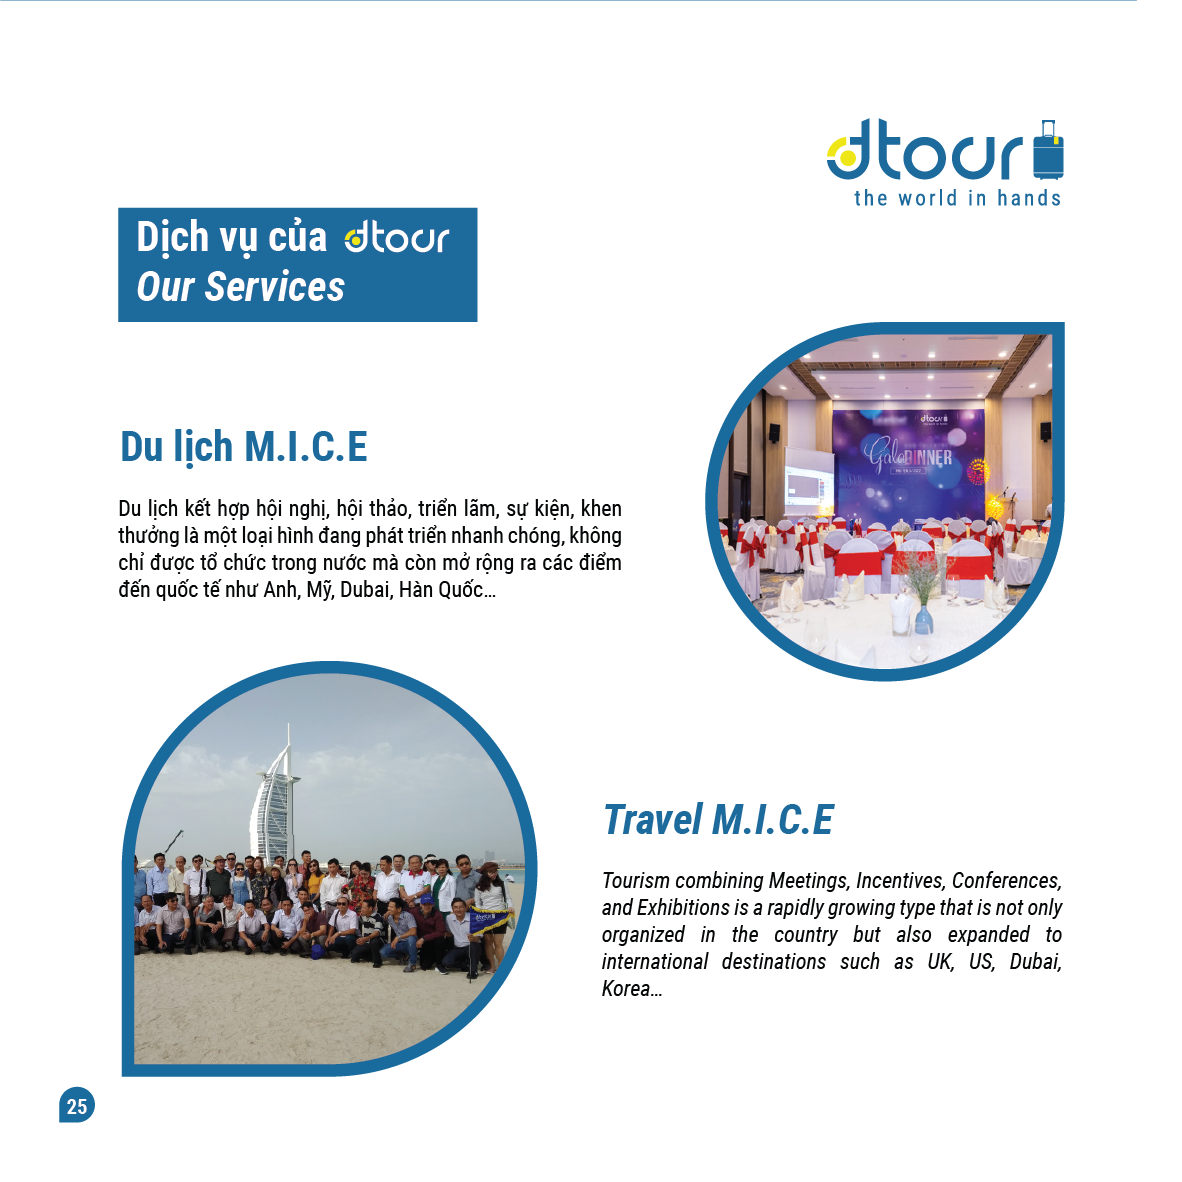 dtour
the world in hands
Dịch vụ của dtour
Our Services
dtour
Gala DINNER
Du lịch M.I.C.E
Du lịch kết hợp hội nghị, hội thảo, triển lãm, sự kiện, khen
thưởng là một loại hình đang phát triển nhanh chóng, không
chỉ được tổ chức trong nước mà còn mở rộng ra các điểm
đến quốc tế như Anh, Mỹ, Dubai, Hàn Quốc...
Travel M.I.C.E
Tourism combining Meetings, Incentives, Conferences,
and Exhibitions is a rapidly growing type that is not only
organized in the country but also expanded to
international destinations such as UK, US, Dubai,
Korea...
25